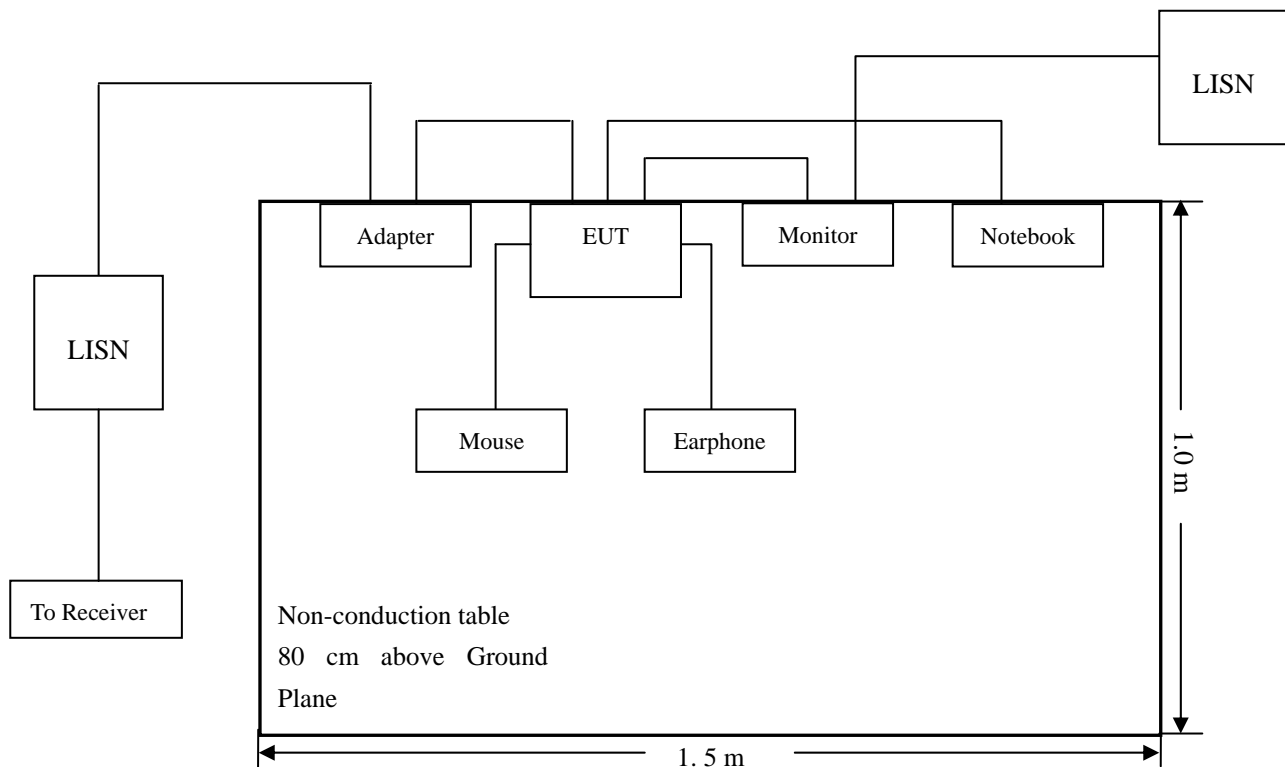 LISN
Adapter
EUT
Monitor
Notebook
LISN
Mouse
Earphone
1.0 m
To Receiver
Non-conduction table
80 cm above Ground
Plane
1. 5 m